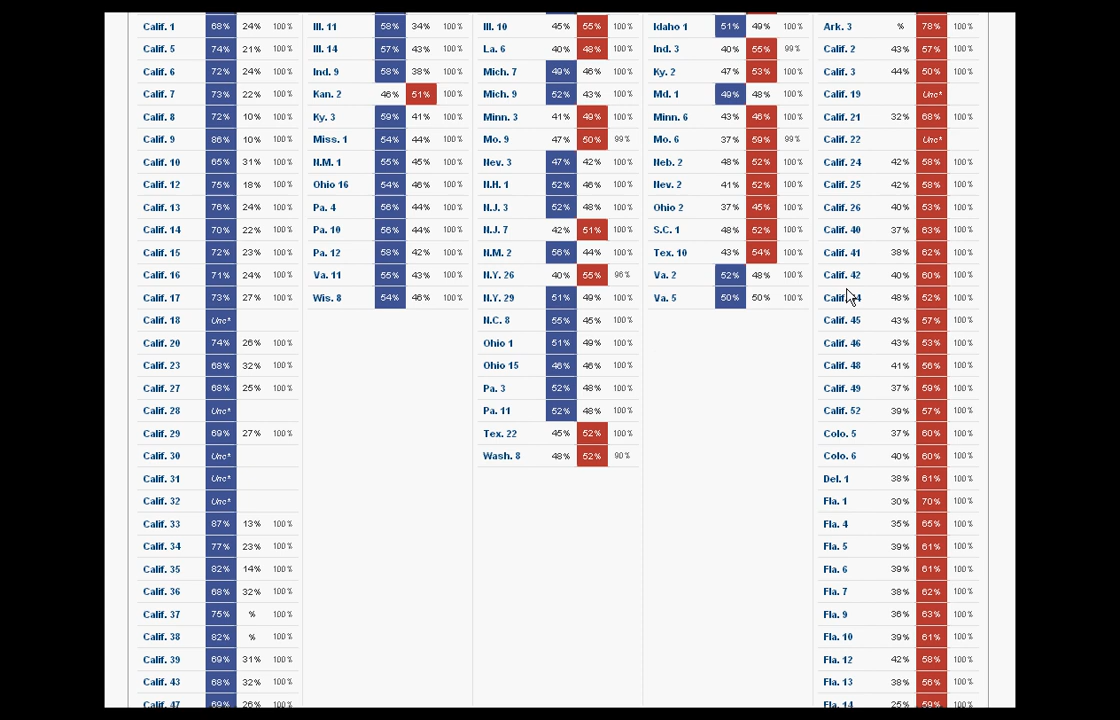 Calif. 1 68% 24% 100% Ill. 11 58% 34% 100% Ill. 10 45% 55% 100% Idaho 1 51% 49% 100% Ark. 3 % 78% 100%
Calif. 5 74% 21% 100% Ill. 14 57% 43% 100% La. 6 40% 48% 100% Ind. 3 40% 55% 99% Calif. 2 43% 57% 100%
Calif. 6 72% 24% 100% Ind. 9 58% 38% 100% Mich. 7 49% 46% 100% Ky. 2 47% 53% 100% Calif. 3 44% 50% 100%
Calif. 7 73% 22% 100% Kan. 2 46% 51% 100% Mich. 9 52% 43% 100% Md. 1 49% 48% 100% Calif. 19 Unc*
Calif. 8 72% 10% 100% Ky. 3 59% 41% 100% Minn. 3 41% 49% 100% Minn. 6 43% 46% 100% Calif. 21 32% 68% 100%
Calif. 9 86% 10% 100% Miss. 1 54% 44% 100% Mo. 9 47% 50% 99% Mo. 6 37% 59% 99% Calif. 22 Unc*
Calif. 10 65% 31% 100% N.M. 1 55% 45% 100% Nev. 3 47% 42% 100% Neb. 2 48% 52% 100% Calif. 24 42% 58% 100%
Calif. 12 75% 18% 100% Ohio 16 54% 46% 100% N.H. 1 52% 46% 100% Nev. 2 41% 52% 100% Calif. 25 42% 58% 100%
Calif. 13 76% 24% 100% Pa. 4 56% 44% 100% N.J. 3 52% 48% 100% Ohio 2 37% 45% 100% Calif. 26 40% 53% 100%
Calif. 14 70% 22% 100% Pa. 10 56% 44% 100% N.J. 7 42% 51% 100% S.C. 1 48% 52% 100% Calif. 40 37% 63% 100%
Calif. 15 72% 23% 100% Pa. 12 58% 42% 100% N.M. 2 56% 44% 100% Tex. 10 43% 54% 100% Calif. 41 38% 62% 100%
Calif. 16 71% 24% 100% Va. 11 55% 43% 100% N.Y. 26 40% 55% 96% Va. 2 52% 48% 100% Calif. 42 40% 60% 100%
Calif. 17 73% 27% 100% Wis. 8 54% 46% 100% N.Y. 29 51% 49% 100% Va. 5 50% 50% 100% 48% 52% 100%
Calif. 18 Unc* N.C. 8 55% 45% 100% Calif. 45 43% 57% 100%
Calif. 20 74% 26% 100% Ohio 1 51% 49% 100% Calif. 46 43% 53% 100%
Calif. 23 68% 32% 100% Ohio 15 46% 46% 100% Calif. 48 41% 56% 100%
Calif. 27 68% 25% 100% Pa. 3 52% 48% 100% Calif. 49 37% 59% 100%
Calif. 28 Unc* Pa. 11 52% 48% 100% Calif. 52 39% 57% 100%
Calif. 29 69% 27% 100% Tex. 22 45% 52% 100% Colo. 5 37% 60% 100%
Calif. 30 Unc* Wash. 8 48% 52% 90% Colo. 6 40% 60% 100%
Calif. 31 Unc* Del. 1 38% 61% 100%
Calif. 32 Unc* Fla. 1 30% 70% 100%
Calif. 33 87% 13% 100% Fla. 4 35% 65% 100%
Calif. 34 77% 23% 100% Fla. 5 39% 61% 100%
Calif. 35 82% 14% 100% Fla. 6 39% 61% 100%
Calif. 36 68% 32% 100% Fla. 7 38% 62% 100%
Calif. 37 75% % 100% Fla. 9 36% 63% 100%
Calif. 38 82% % 100% Fla. 10 39% 61% 100%
Calif. 39 69% 31% 100% Fla. 12 42% 58% 100%
Calif. 43 68% 32% 100% Fla. 13 38% 56% 100%
Calif. 47 69% 26% 100% Fla. 14 25% 59% 100%